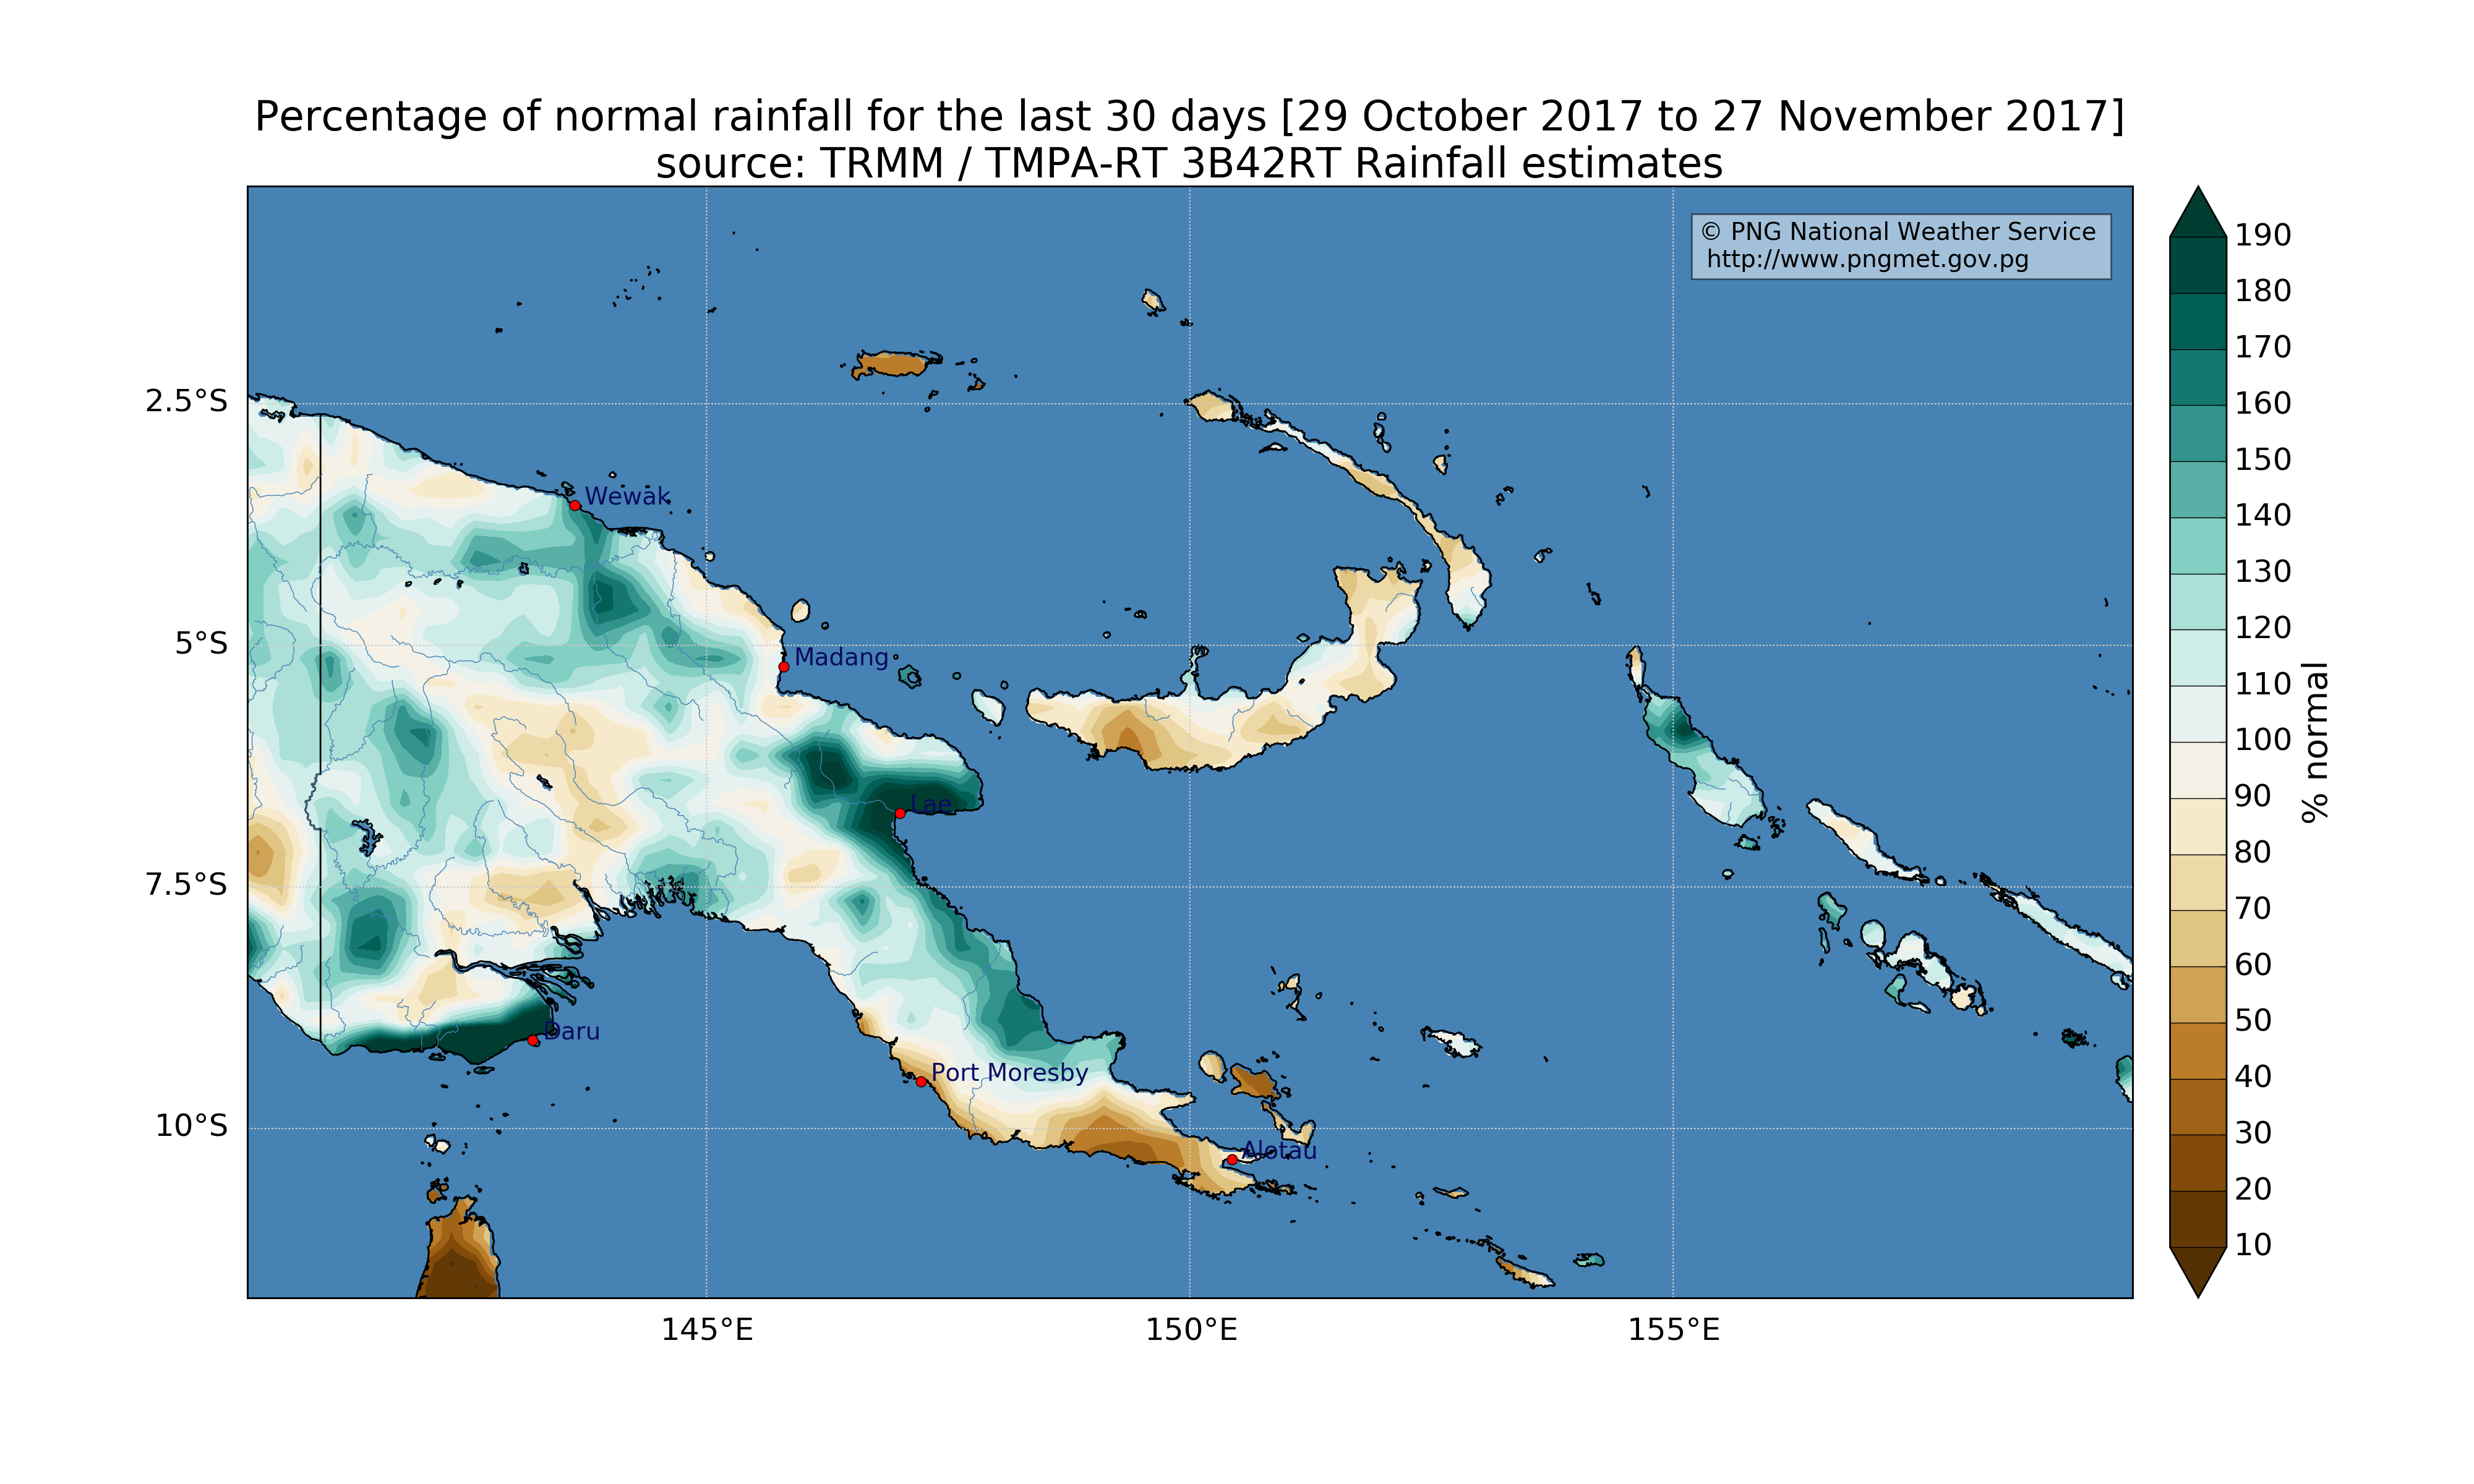 Percentage of normal rainfall for the last 30 days [29 October 2017 to 27 November 2017]
source: TRMM / TMPA-RT 3B42RT Rainfall estimates
© PNG National Weather Service
http://www.pngmet.gov.pg
190
180
170
160
150
140
130
120
110
100
90
80
70
60
50
40
30
20
10
% normal
2.5°S
5°S
7.5°S
10°S
Wewak
Madang
Lae
Daru
Port Moresby
Alotau
145°E
150°E
155°E